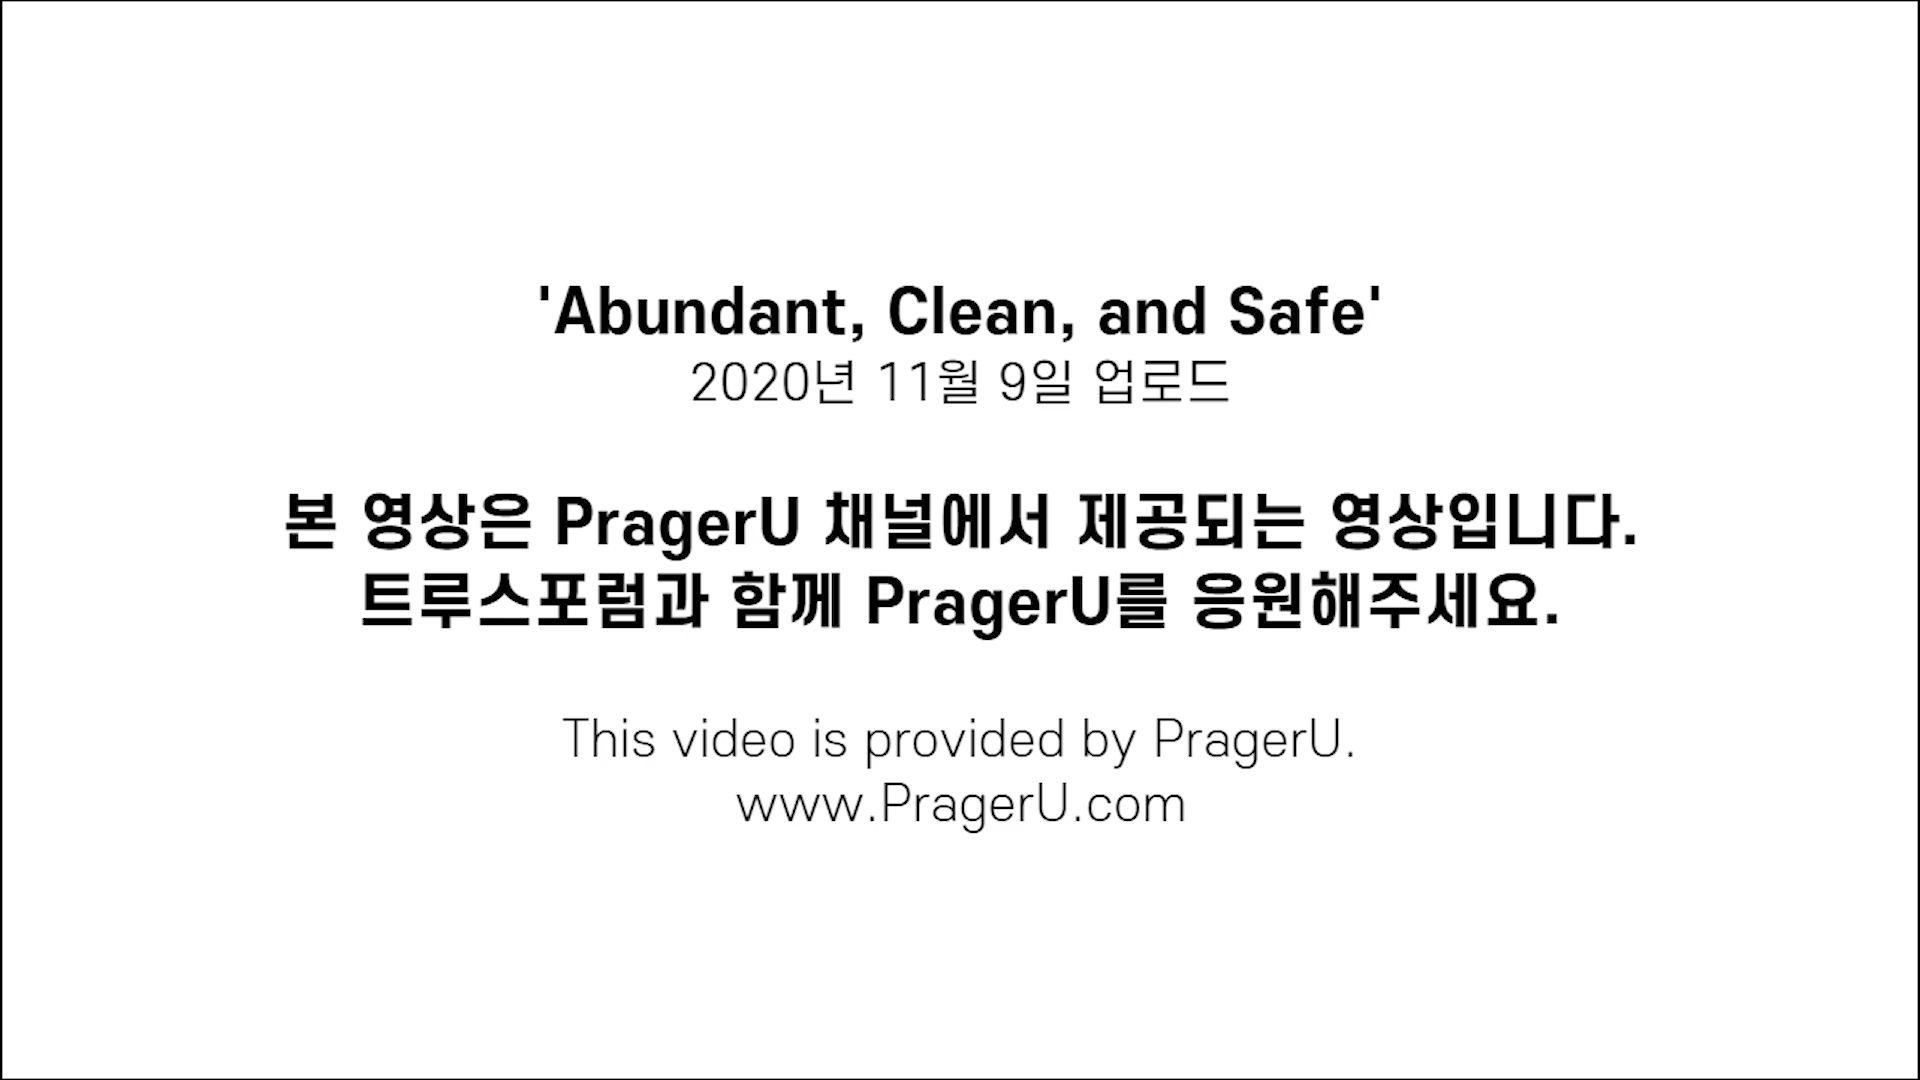 'Abundant, Clean, and Safe'
2020년 11월 9일 업로드
본 영상은 PragerU 채널에서 제공되는 영상입니다.
트루스포럼과 함께 PragerU를 응원해주세요.
This video is provided by PragerU.
www.PragerU.com